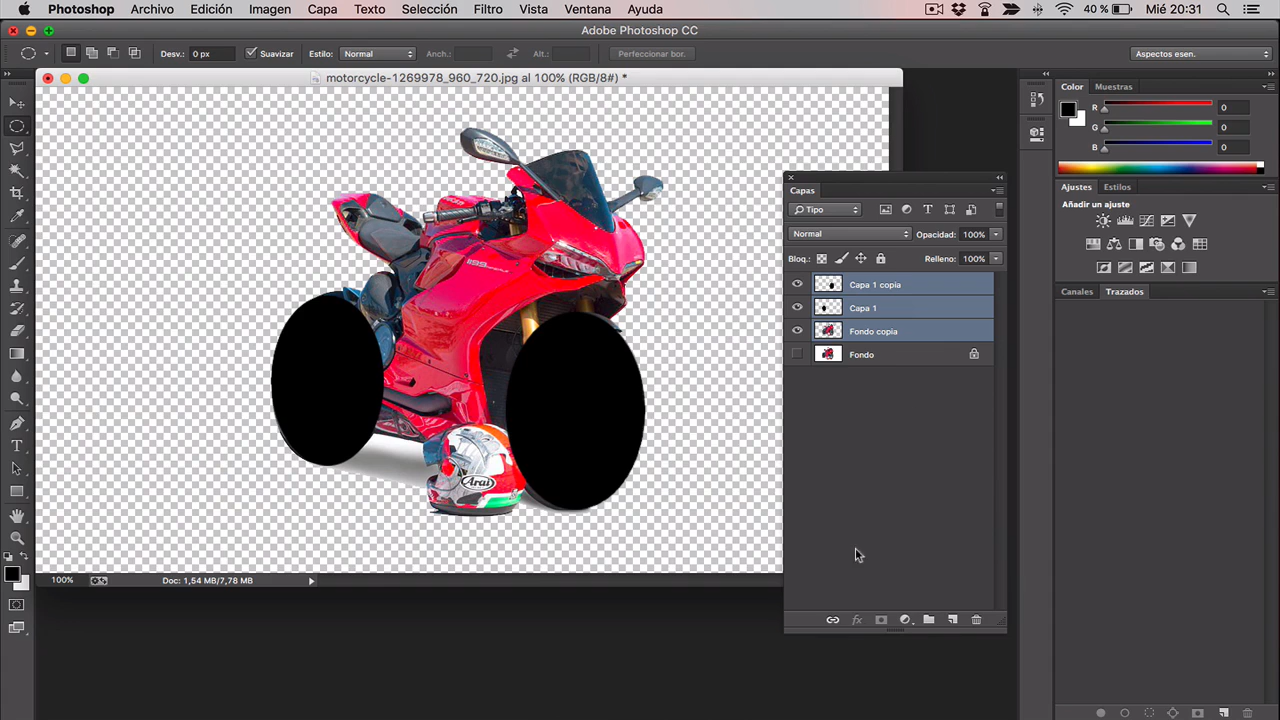 Photoshop Archivo Edición Imagen Capa Texto Selección Filtro Vista Ventana Ayuda 40 % Mié 20:31
Adobe Photoshop CC
Desv.: 0 px Suavizar Estilo: Normal Anch.: Alt.: Perfeccionar bor. Aspectos esen.
motorcycle-1269978_960_720.jpg al 100% (RGB/8#) *
Color Muestras
R 0
G 0
B 0
Capas
Tipo
Normal Opacidad: 100%
Bloq.: Relleno: 100%
Capa 1 copia
Capa 1
Fondo copia
Fondo
Ajustes Estilos
Añadir un ajuste
Canales Trazados
1199
Arai
100% Doc: 1,54 MB/7,78 MB
fx